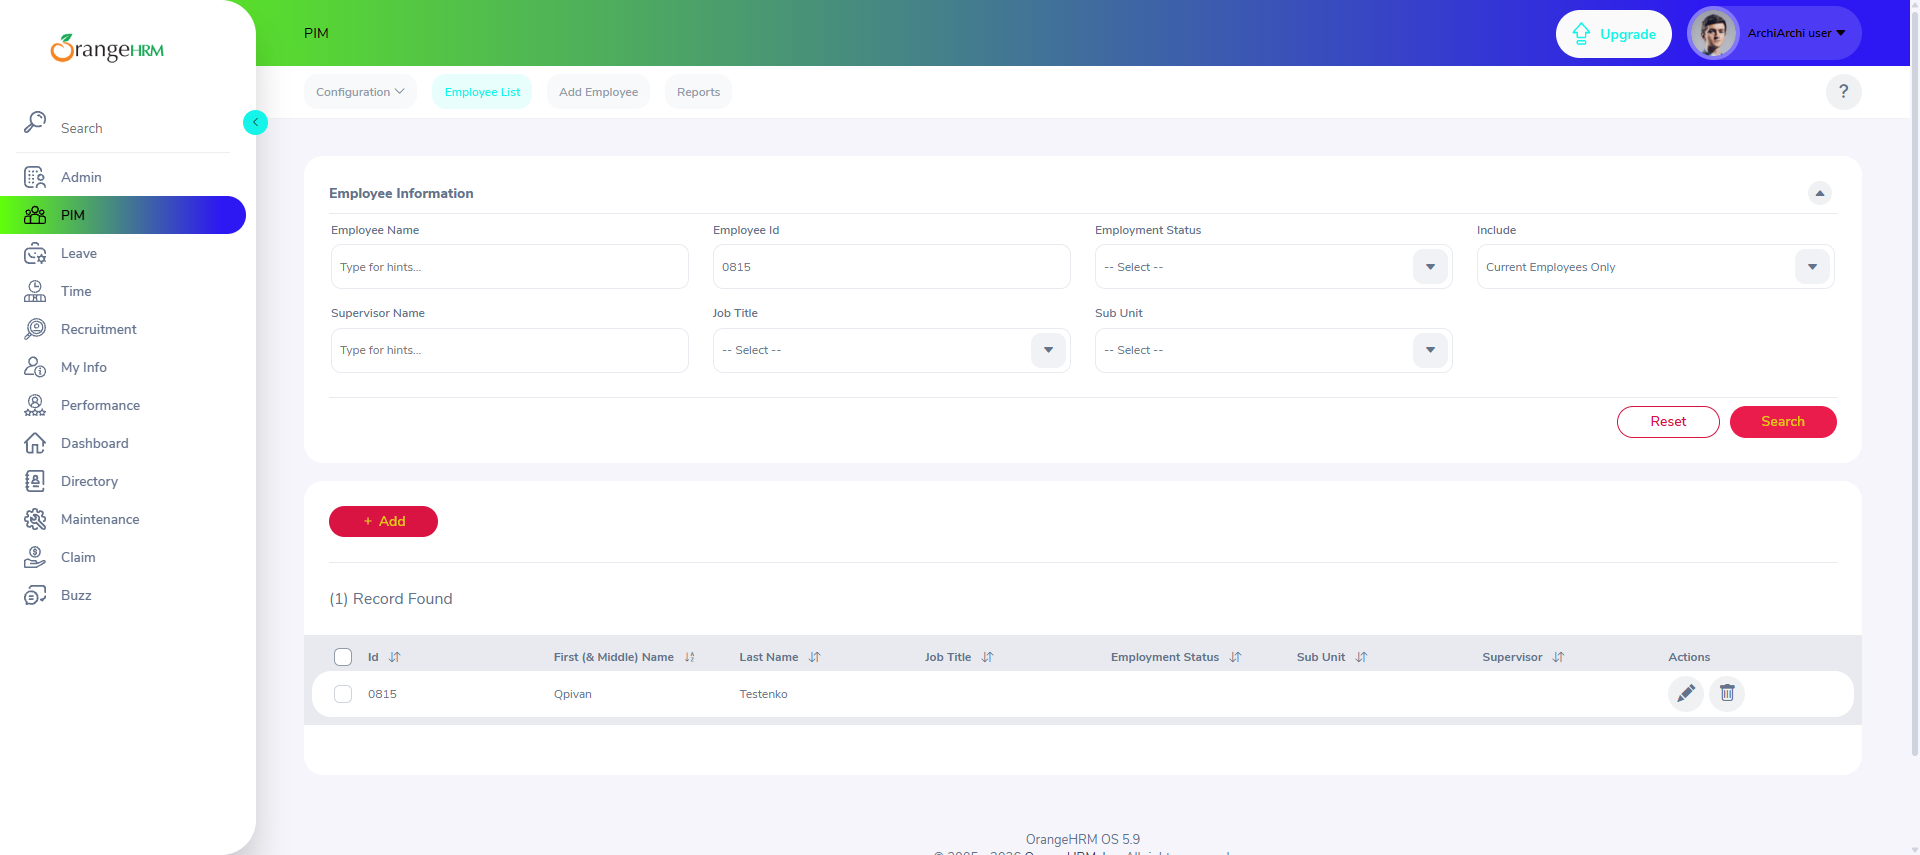 OrangeHRM
PIM
Upgrade
ArchiArchi user
Configuration
Employee List
Add Employee
Reports
?
Search
Admin
PIM
Leave
Time
Recruitment
My Info
Performance
Dashboard
Directory
Maintenance
Claim
Buzz
Employee Information
Employee Name
Employee Id
Employment Status
Include
Type for hints...
0815
-- Select --
Current Employees Only
Supervisor Name
Job Title
Sub Unit
Type for hints...
-- Select --
-- Select --
Reset
Search
+ Add
(1) Record Found
Id
First (& Middle) Name
Last Name
Job Title
Employment Status
Sub Unit
Supervisor
Actions
0815
Qpivan
Testenko
OrangeHRM OS 5.9